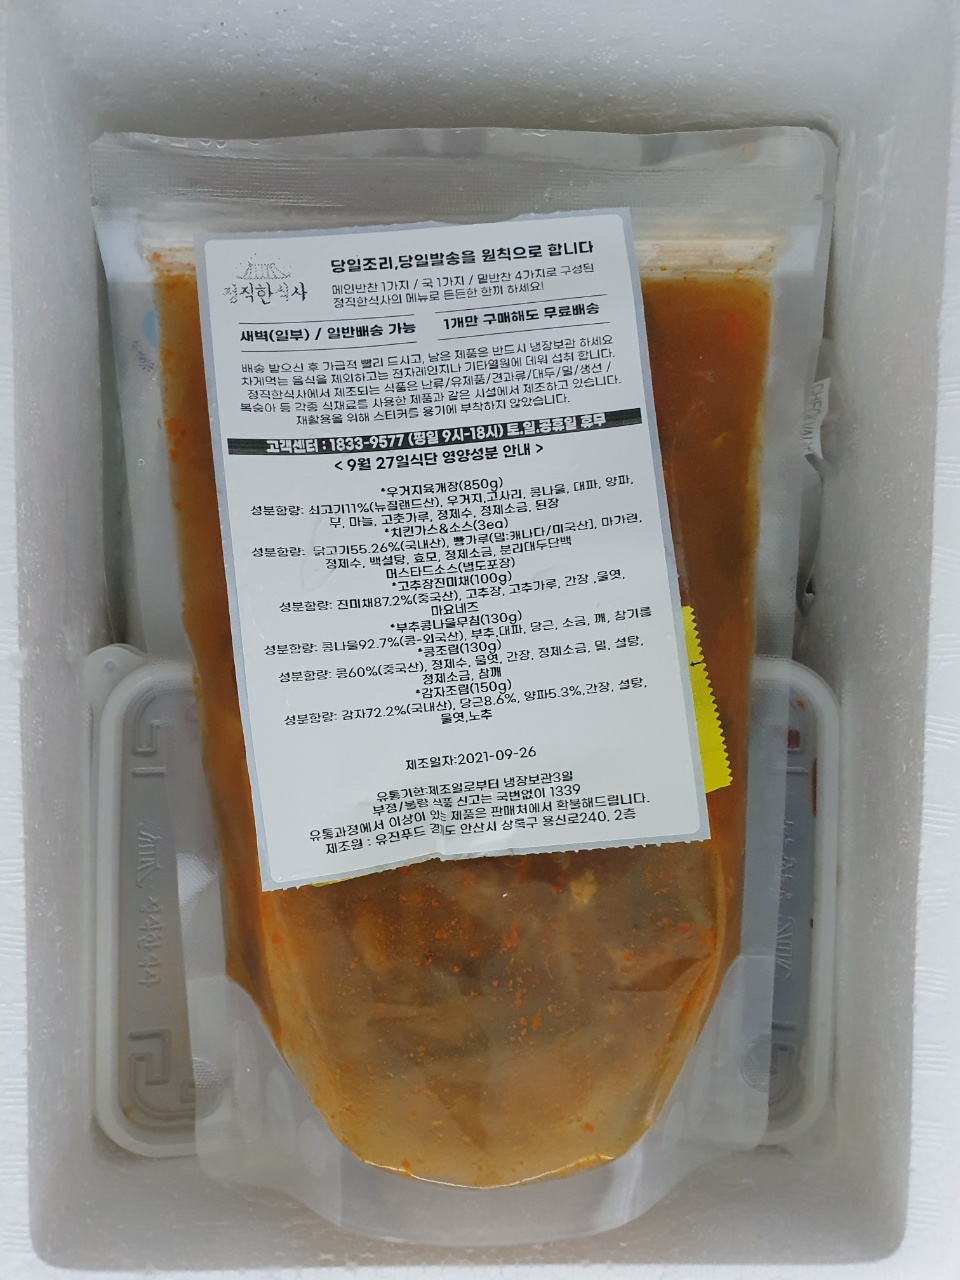 정직한식사
당일조리,당일발송을 원칙으로 합니다
메인반찬 1가지 / 국 1가지 / 밑반찬 4가지로 구성된
정직한식사의 메뉴로 든든한 한끼 하세요!
새벽(일부) / 일반배송 가능
1개만 구매해도 무료배송
배송 받으신 후 가급적 빨리 드시고, 남은 제품은 반드시 냉장보관 하세요
차게먹는 음식을 제외하고는 전자레인지나 기타열원에 데워 섭취 합니다.
정직한식사에서 제조되는 식품은 난류/유제품/견과류/대두/밀/생선 /
복숭아 등 각종 식재료를 사용한 제품과 같은 시설에서 제조하고 있습니다.
재활용을 위해 스티커를 용기에 부착하지 않았습니다.
고객센터 : 1833-9577 (평일 9시-18시) 토,일,공휴일 휴무
< 9월 27일식단 영양성분 안내 >
*우거지육개장(850g)
성분함량: 쇠고기11%(뉴질랜드산), 우거지,고사리, 콩나물, 대파, 양파,
무, 마늘, 고춧가루, 정제수, 정제소금, 된장
*치킨가스&소스(3ea)
성분함량: 닭고기55.26%(국내산), 빵가루[밀:캐나다/미국산], 마가린,
정제수, 백설탕, 효모, 정제소금, 분리대두단백
머스타드소스(별도포장)
*고추장진미채(100g)
성분함량: 진미채87.2%(중국산), 고추장, 고추가루, 간장 ,물엿,
마요네즈
*부추콩나물무침(130g)
성분함량: 콩나물92.7%(콩-외국산), 부추,대파, 당근, 소금, 깨, 참기름
*콩조림(130g)
성분함량: 콩60%(중국산), 정제수, 물엿, 간장, 정제소금, 밀, 설탕,
정제소금, 참깨
*감자조림(150g)
성분함량: 감자72.2%(국내산), 당근8.6%, 양파5.3%,간장, 설탕,
물엿,노추
제조일자:2021-09-26
유통기한:제조일로부터 냉장보관3일
부정/불량 식품 신고는 국번없이 1339
유통과정에서 이상이 있는 제품은 판매처에서 환불해드립니다.
제조원 : 유진푸드 경기도 안산시 상록구 용신로240, 2층